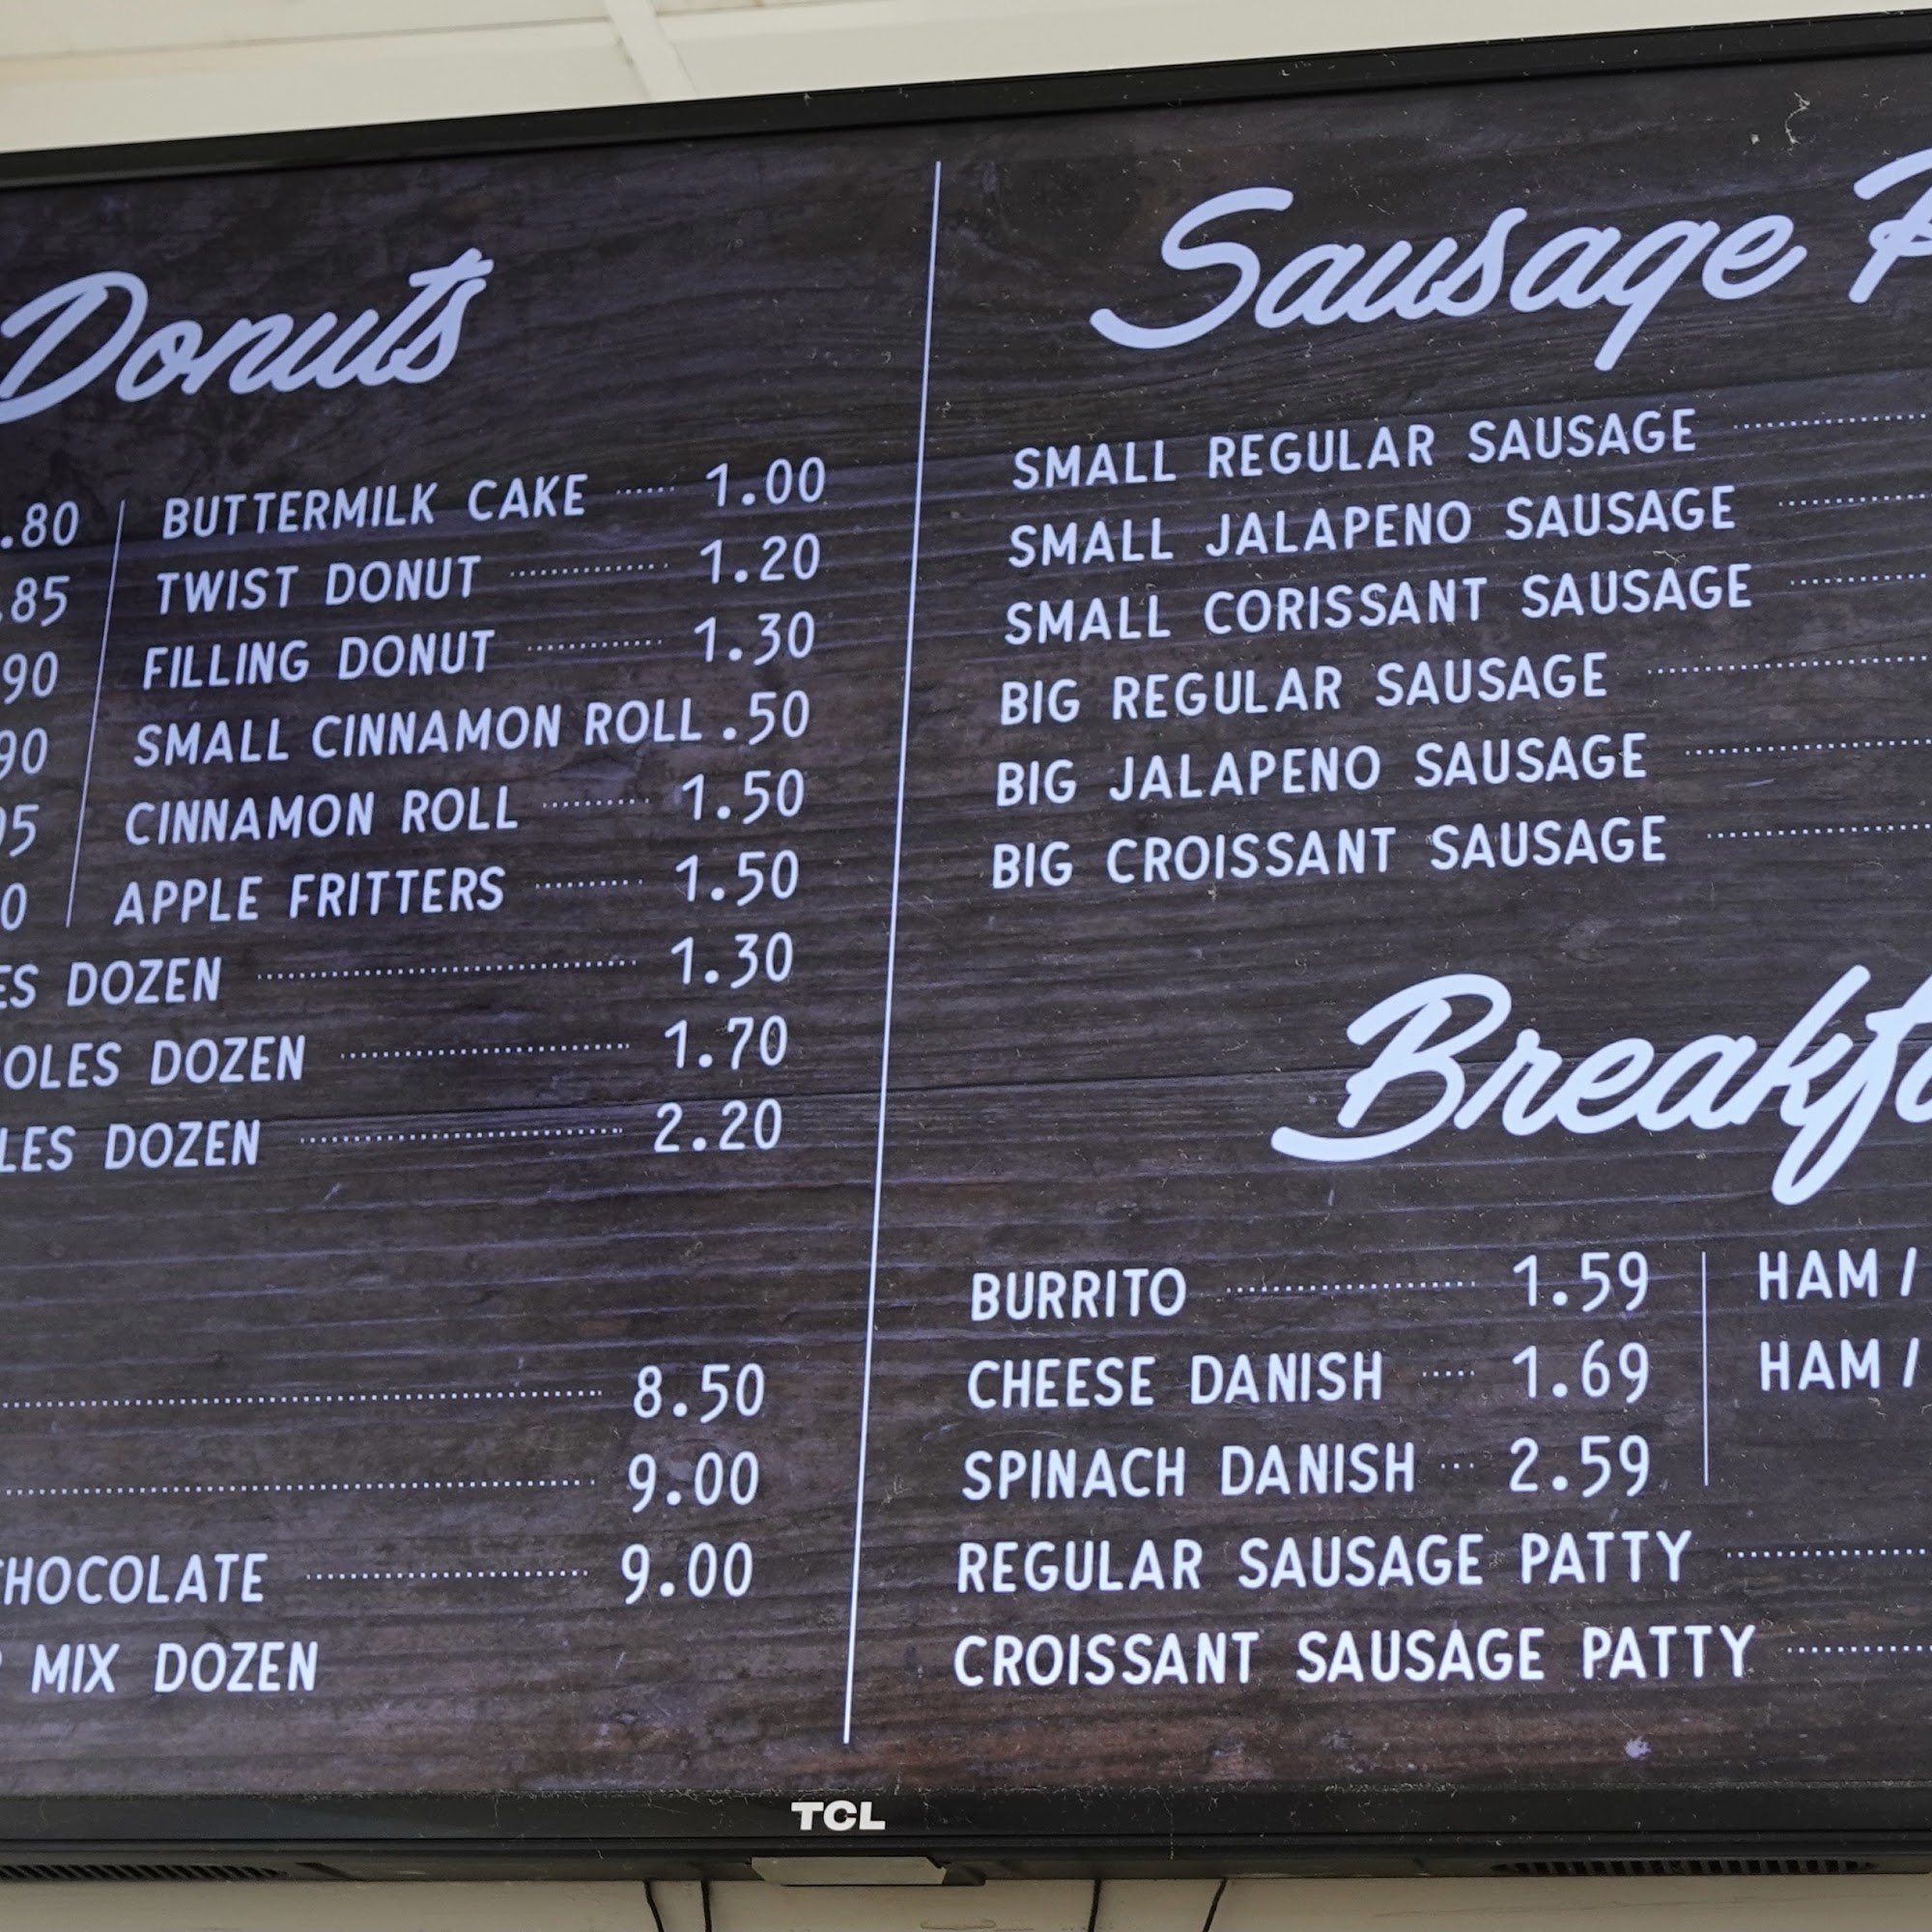 Donuts
.80 BUTTERMILK CAKE 1.00
.85 TWIST DONUT 1.20
90 FILLING DONUT 1.30
90 SMALL CINNAMON ROLL .50
CINNAMON ROLL 1.50
APPLE FRITTERS 1.50
DOZEN 1.30
DOZEN 1.70
DOZEN 2.20
8.50
9.00
CHOCOLATE 9.00
MIX DOZEN
Sausage
SMALL REGULAR SAUSAGE
SMALL JALAPENO SAUSAGE
SMALL CORISSANT SAUSAGE
BIG REGULAR SAUSAGE
BIG JALAPENO SAUSAGE
BIG CROISSANT SAUSAGE
BURRITO 1.59 HAM/
CHEESE DANISH 1.69 HAM/
SPINACH DANISH 2.59
REGULAR SAUSAGE PATTY
CROISSANT SAUSAGE PATTY
TCL